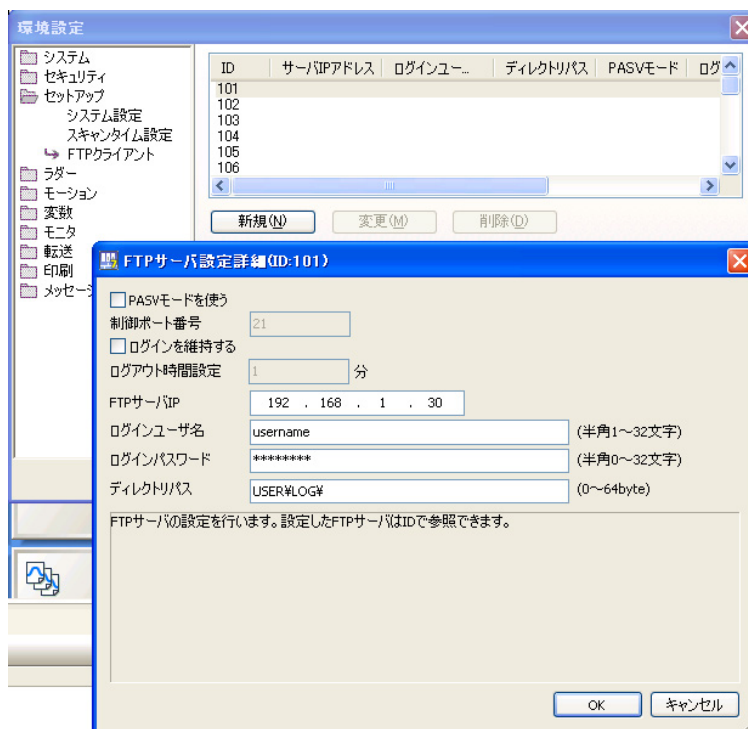 環境設定
システム
セキュリティ
セットアップ
システム設定
スキャンタイム設定
FTPクライアント
ラダー
モーション
変数
モニタ
転送
印刷
メッセージ
ID サーバIPアドレス ログインユー... ディレクトリパス PASVモード ログ
101
102
103
104
105
106
新規(N) 変更(M) 削除(D)
FTPサーバ設定詳細(ID:101)
PASVモードを使う
制御ポート番号 21
ログインを維持する
ログアウト時間設定 1 分
FTPサーバIP 192 . 168 . 1 . 30
ログインユーザ名 username (半角1～32文字)
ログインパスワード ******** (半角0～32文字)
ディレクトリパス USER¥LOG¥ (0～64byte)
FTPサーバの設定を行います。設定したFTPサーバはIDで参照できます。
OK キャンセル